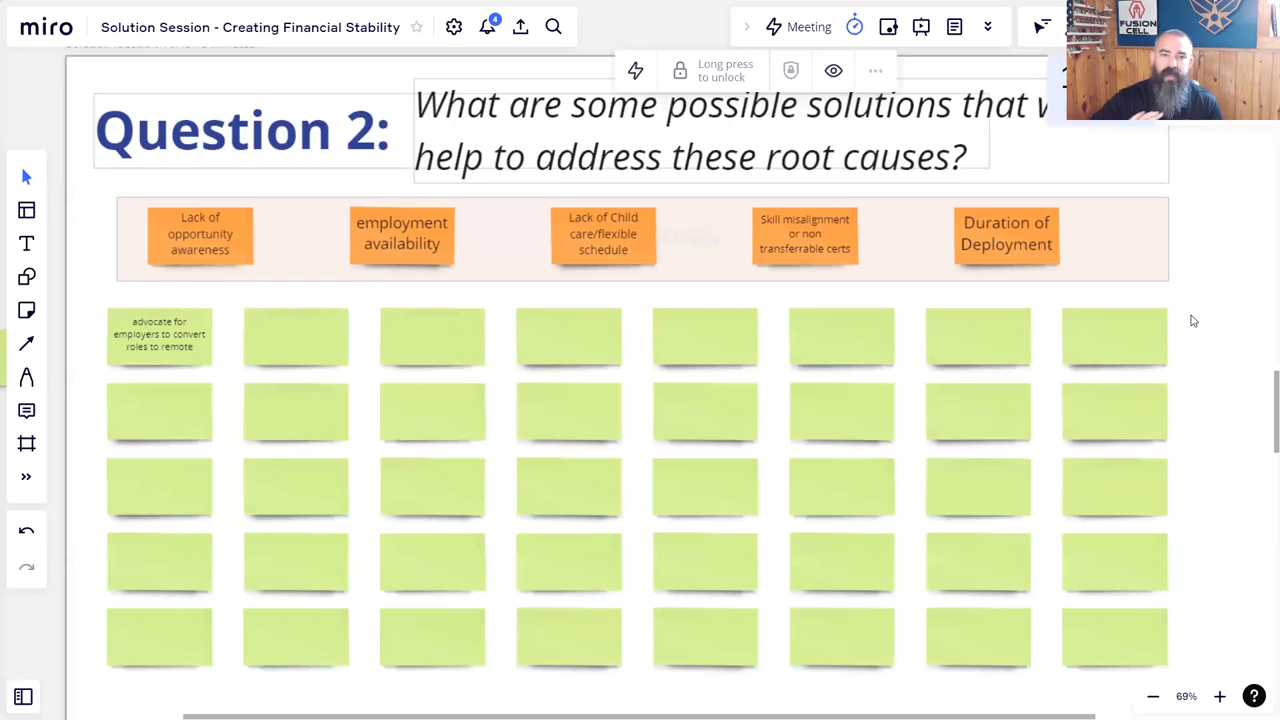 miro
Solution Session - Creating Financial Stability
4
Meeting
Long press
to unlock
FUSION
CELL
Question 2:
What are some possible solutions that
help to address these root causes?
Lack of
opportunity
awareness
employment
availability
Lack of Child
care/flexible
schedule
Skill misalignment
or non
transferrable certs
Duration of
Deployment
advocate for
employers to convert
roles to remote
69%